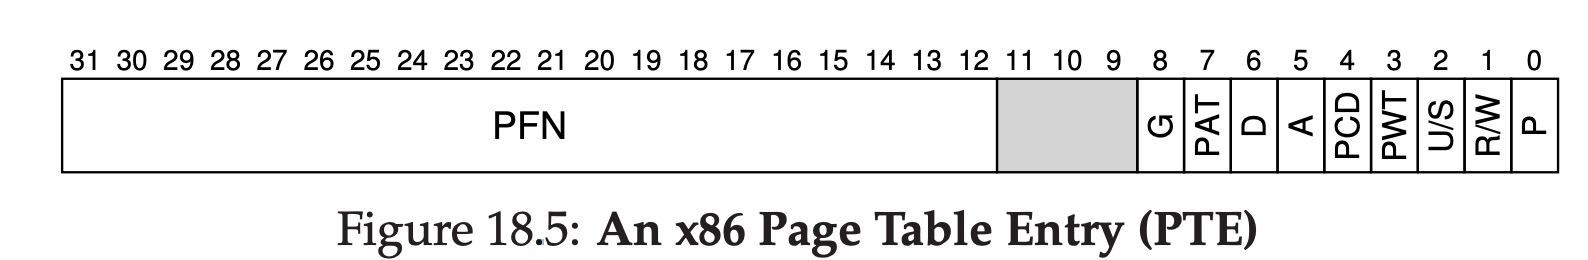 31 30 29 28 27 26 25 24 23 22 21 20 19 18 17 16 15 14 13 12 11 10 9 8 7 6 5 4 3 2 1 0
PFN G PAT D A PCD PWT U/S R/W P
Figure 18.5: An x86 Page Table Entry (PTE)